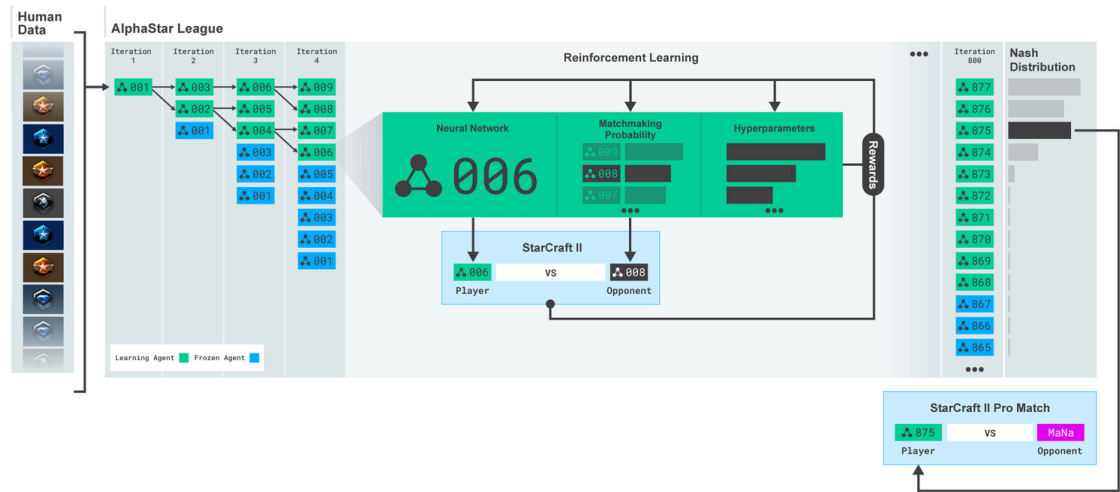 Human
Data
AlphaStar League
Iteration
1
001
Iteration
2
003
002
001
Iteration
3
006
005
004
003
002
001
Iteration
4
009
008
007
006
005
004
003
002
001
Learning Agent
Frozen Agent
Reinforcement Learning
Neural Network
006
Matchmaking
Probability
009
008
007
•••
Hyperparameters
•••
Rewards
StarCraft II
006 VS 008
Player Opponent
•••
Iteration
800
877
876
875
874
873
872
871
870
869
868
867
866
865
•••
Nash
Distribution
StarCraft II Pro Match
875 VS MaNa
Player Opponent